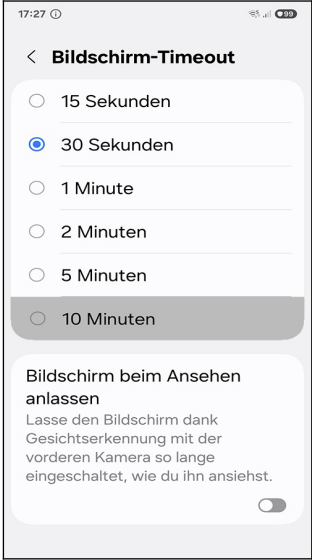 17:27
99
Bildschirm-Timeout
15 Sekunden
30 Sekunden
1 Minute
2 Minuten
5 Minuten
10 Minuten
Bildschirm beim Ansehen
anlassen
Lasse den Bildschirm dank
Gesichtserkennung mit der
vorderen Kamera so lange
eingeschaltet, wie du ihn ansiehst.